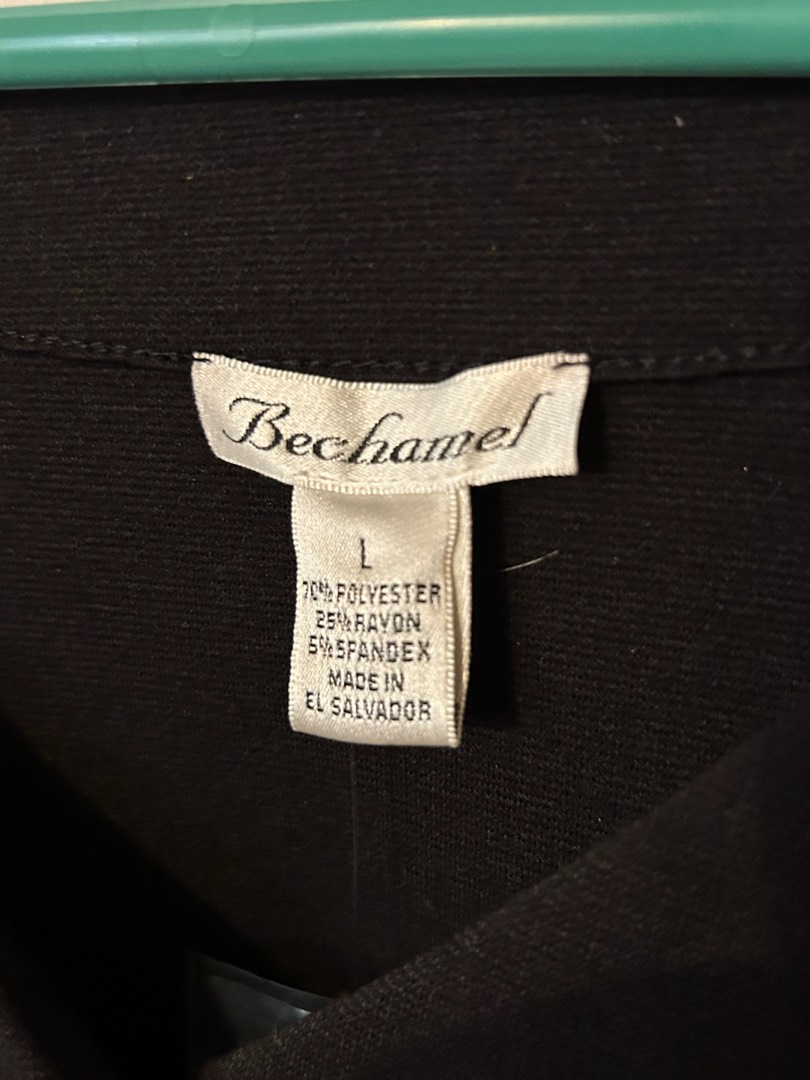 Bechamel
L
70% POLYESTER
25% RAYON
5% SPANDEX
MADE IN
EL SALVADOR